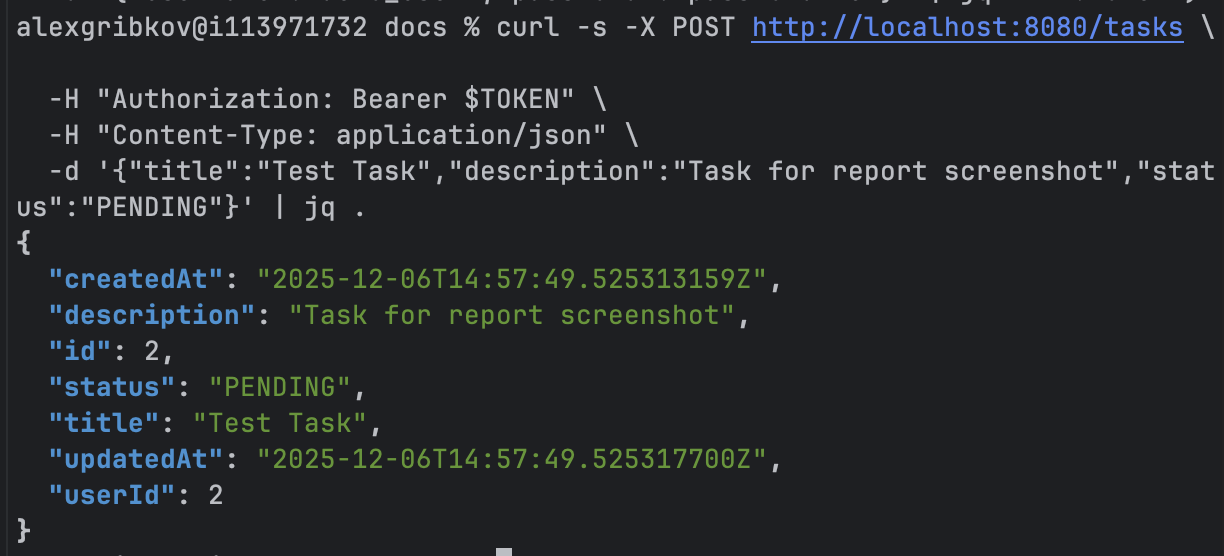 alexgribkov@i113971732 docs % curl -s -X POST http://localhost:8080/tasks \
-H "Authorization: Bearer $TOKEN" \
-H "Content-Type: application/json" \
-d '{"title":"Test Task","description":"Task for report screenshot","stat
us":"PENDING"}' | jq .
{
"createdAt": "2025-12-06T14:57:49.525313159Z",
"description": "Task for report screenshot",
"id": 2,
"status": "PENDING",
"title": "Test Task",
"updatedAt": "2025-12-06T14:57:49.525317700Z",
"userId": 2
}